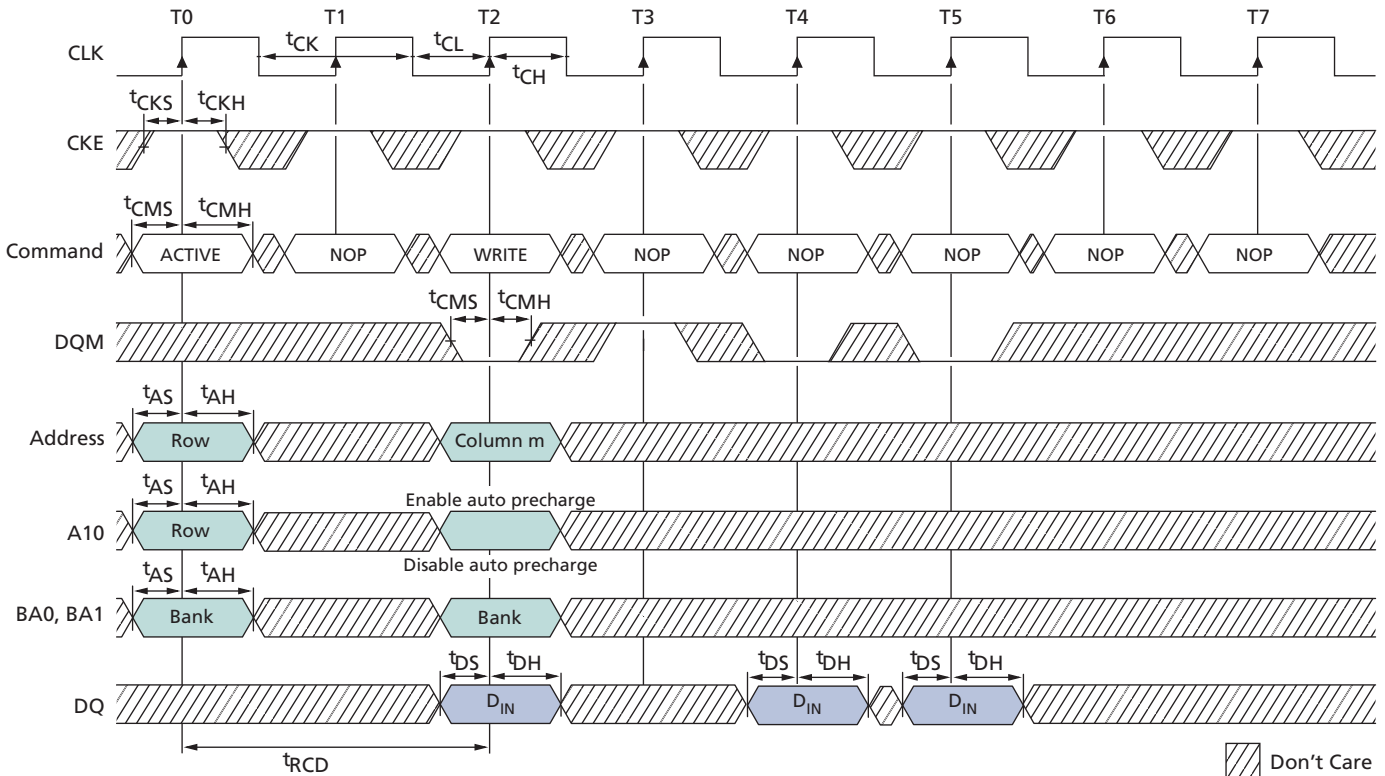 T0 T1 T2 T3 T4 T5 T6 T7
CLK tCK tCL tCH
tCKS tCKH
CKE
tCMS tCMH
Command ACTIVE NOP WRITE NOP NOP NOP NOP NOP
tCMS tCMH
DQM
tAS tAH
Address Row Column m
tAS tAH Enable auto precharge
A10 Row
Disable auto precharge
tAS tAH
BA0, BA1 Bank Bank
tDS tDH tDS tDH tDS tDH
DQ DIN DIN DIN
tRCD
Don't Care